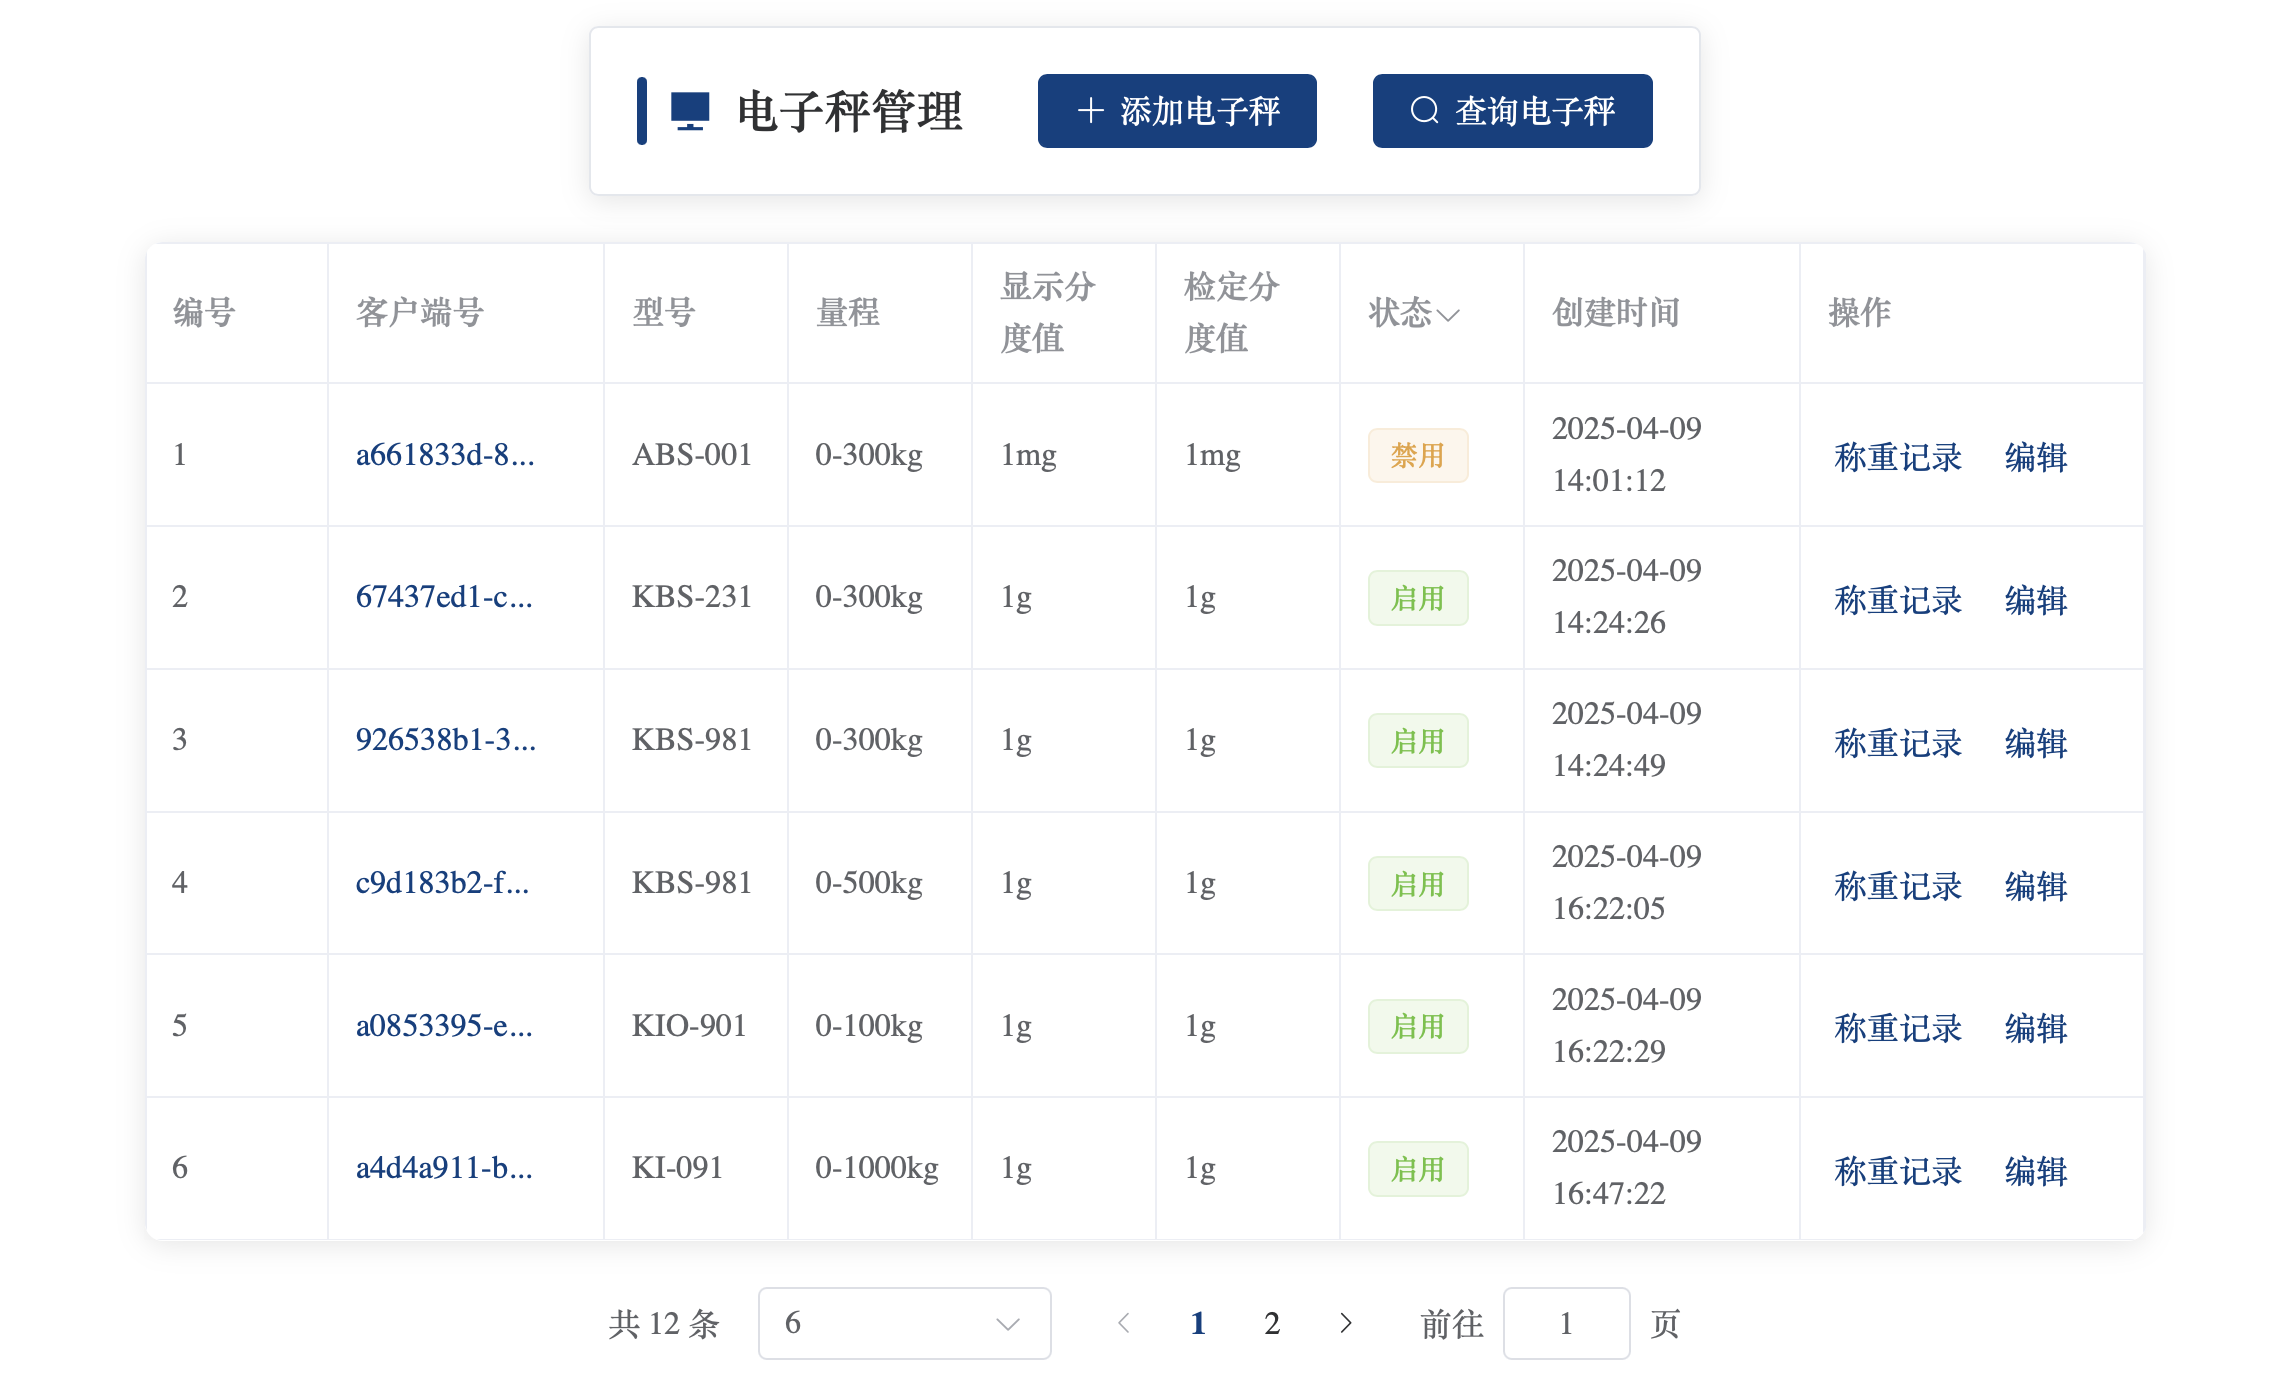 电子秤管理 添加电子秤 查询电子秤
编号 客户端号 型号 量程 显示分度值 检定分度值 状态 创建时间 操作
1 a661833d-8... ABS-001 0-300kg 1mg 1mg 禁用 2025-04-09 14:01:12 称重记录 编辑
2 67437ed1-c... KBS-231 0-300kg 1g 1g 启用 2025-04-09 14:24:26 称重记录 编辑
3 926538b1-3... KBS-981 0-300kg 1g 1g 启用 2025-04-09 14:24:49 称重记录 编辑
4 c9d183b2-f... KBS-981 0-500kg 1g 1g 启用 2025-04-09 16:22:05 称重记录 编辑
5 a0853395-e... KIO-901 0-100kg 1g 1g 启用 2025-04-09 16:22:29 称重记录 编辑
6 a4d4a911-b... KI-091 0-1000kg 1g 1g 启用 2025-04-09 16:47:22 称重记录 编辑
共 12 条 6 1 2 前往 1 页